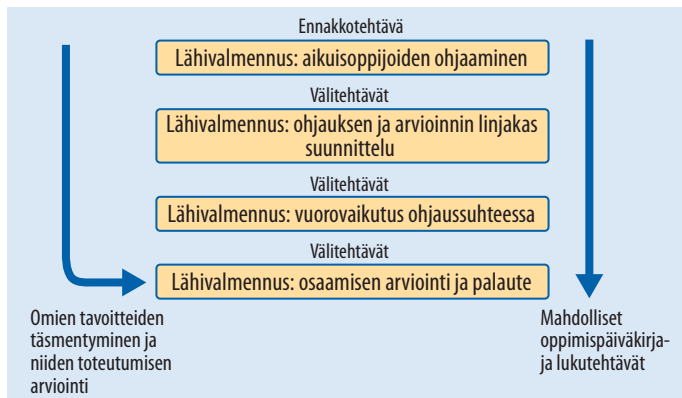 Ennakkotehtävä
Lähivalmennus: aikuisoppijoiden ohjaaminen
Välitehtävät
Lähivalmennus: ohjauksen ja arvioinnin linjakas
suunnittelu
Välitehtävät
Lähivalmennus: vuorovaikutus ohjaussuhteessa
Välitehtävät
Lähivalmennus: osaamisen arviointi ja palaute
Omien tavoitteiden
täsmentyminen ja
niiden toteutumisen
arviointi
Mahdolliset
oppimispäiväkirja-
ja lukutehtävät